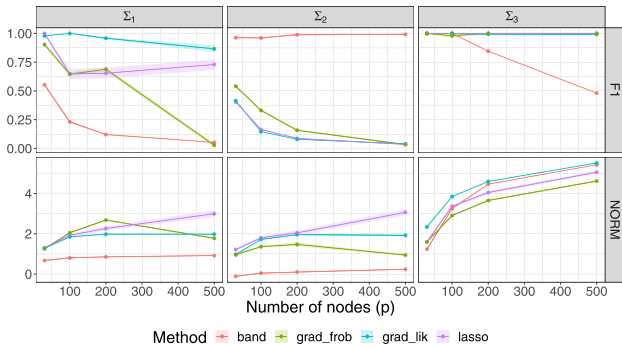 Σ1 Σ2 Σ3
1.00
0.75
0.50
0.25
0.00
F1
4
2
0
NORM
100 200 300 400 500 100 200 300 400 500 100 200 300 400 500
Number of nodes (p)
Method band grad_frob grad_lik lasso